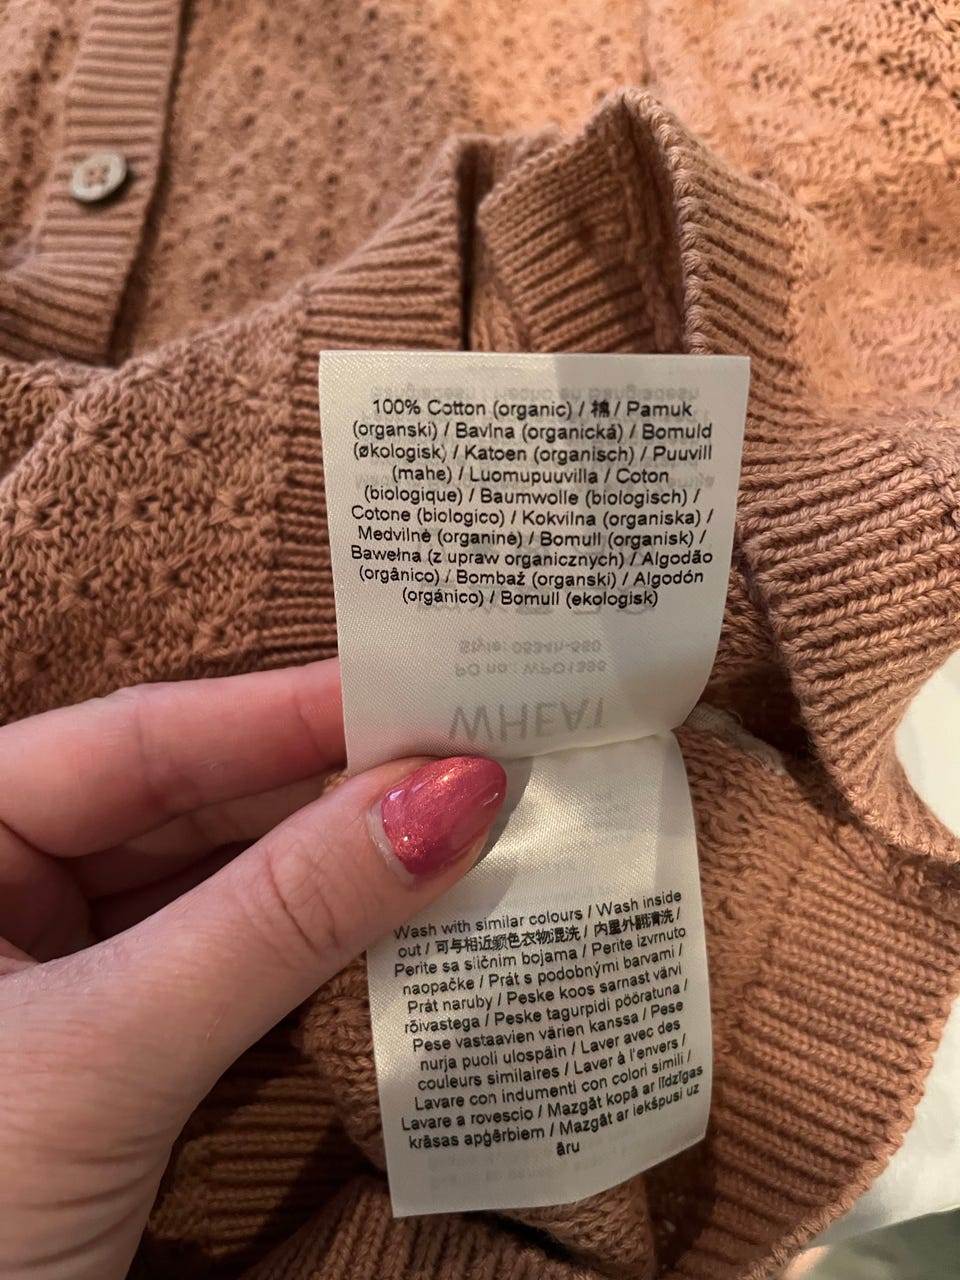 100% Cotton (organic) / 棉 / Pamuk
(organski) / Bavlna (organická) / Bomuld
(økologisk) / Katoen (organisch) / Puuvill
(mahe) / Luomupuuvilla / Coton
(biologique) / Baumwolle (biologisch) /
Cotone (biologico) / Kokvilna (organiska) /
Medvilnė (organinė) / Bomull (organisk) /
Bawełna (z upraw organicznych) / Algodão
(orgânico) / Bombaž (organski) / Algodón
(orgánico) / Bomull (ekologisk)
Style: 0534h-580
PO no.: WPO1395
WHEAT
Wash with similar colours / Wash inside
out / 可与相近颜色衣物混洗 / 内里外翻清洗 /
Perite sa sličnim bojama / Perite izvrnuto
naopačke / Prát s podobnými barvami /
Prát naruby / Peske koos sarnast värvi
rõivastega / Peske tagurpidi pööratuna /
Pese vastaavien värien kanssa / Pese
nurja puoli ulospäin / Laver avec des
couleurs similaires / Laver à l'envers /
Lavare con indumenti con colori simili /
Lavare a rovescio / Mazgāt kopā ar līdzīgas
krāsas apģērbiem / Mazgāt ar iekšpusi uz
āru